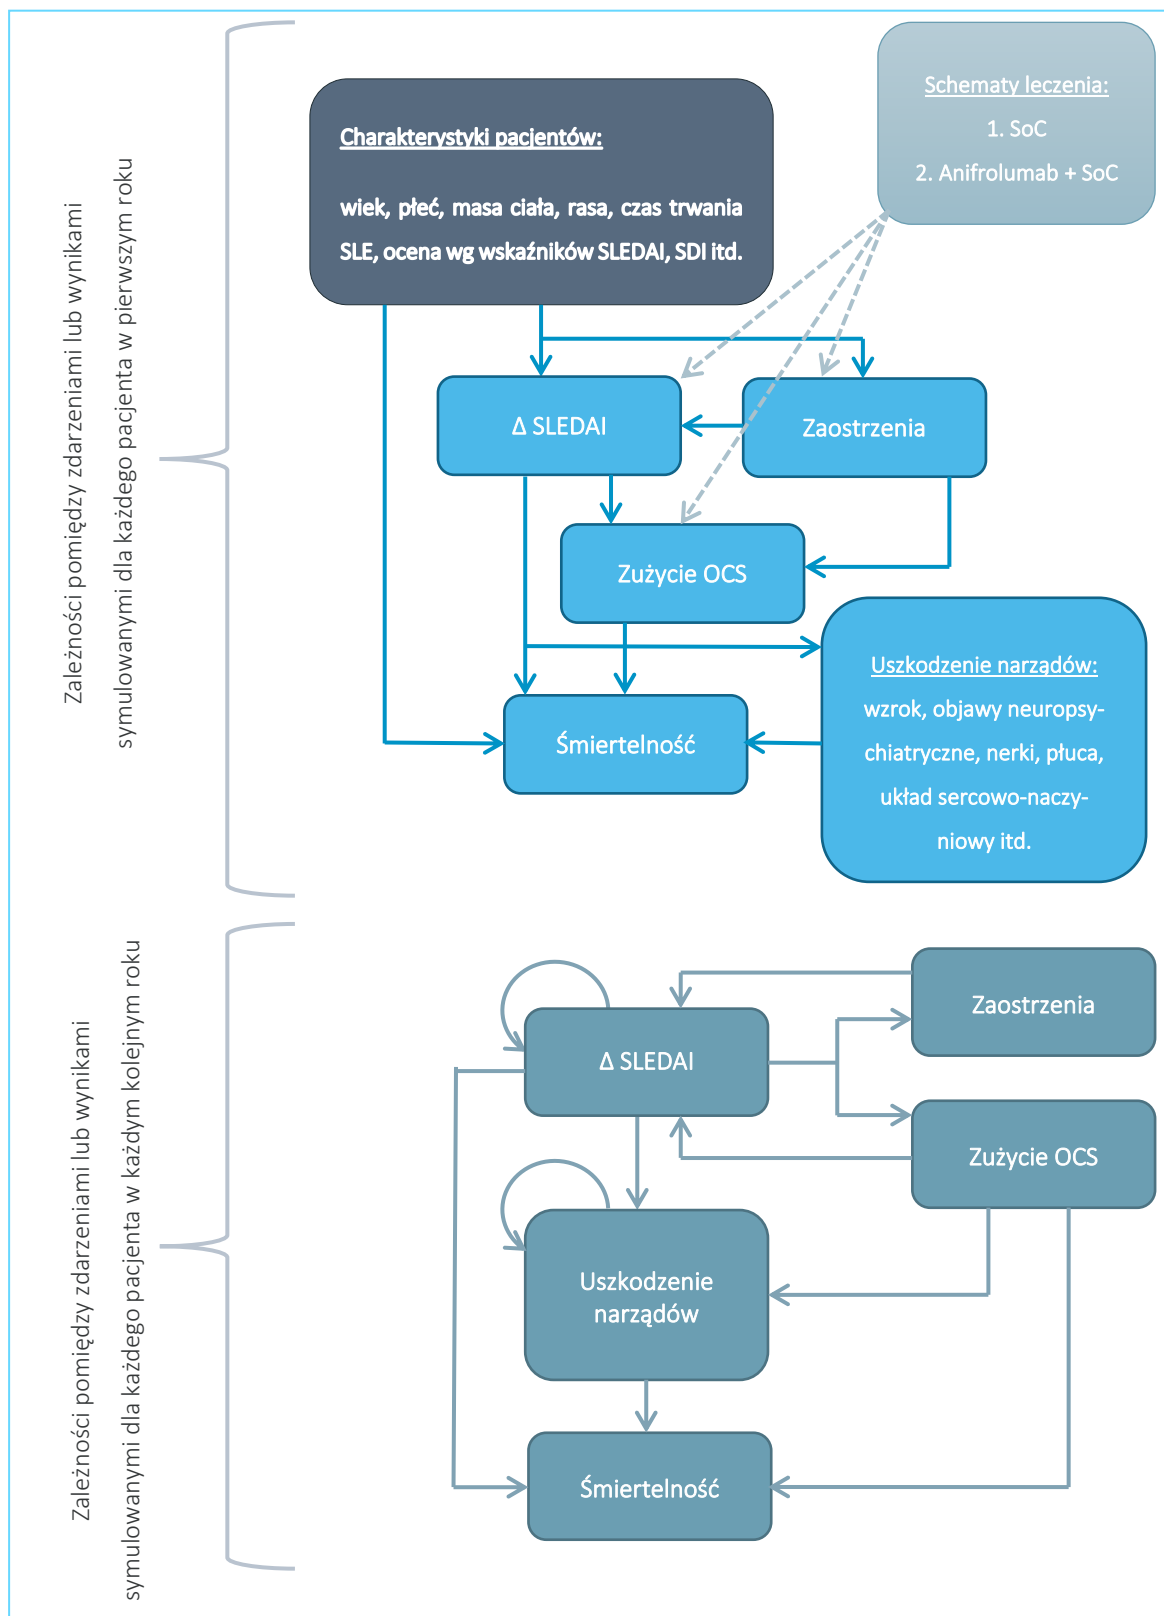 Zależności pomiędzy zdarzeniami lub wynikami
symulowanymi dla każdego pacjenta w pierwszym roku
Schematy leczenia:
1. SoC
2. Anifrolumab + SoC
Charakterystyki pacjentów:
wiek, płeć, masa ciała, rasa, czas trwania
SLE, ocena wg wskaźników SLEDAI, SDI itd.
Δ SLEDAI
Zaostrzenia
Zużycie OCS
Uszkodzenie narządów:
wzrok, objawy neuropsy-
chiatryczne, nerki, płuca,
układ sercowo-naczy-
niowy itd.
Śmiertelność
Zależności pomiędzy zdarzeniami lub wynikami
symulowanymi dla każdego pacjenta w każdym kolejnym roku
Zaostrzenia
Δ SLEDAI
Zużycie OCS
Uszkodzenie
narządów
Śmiertelność